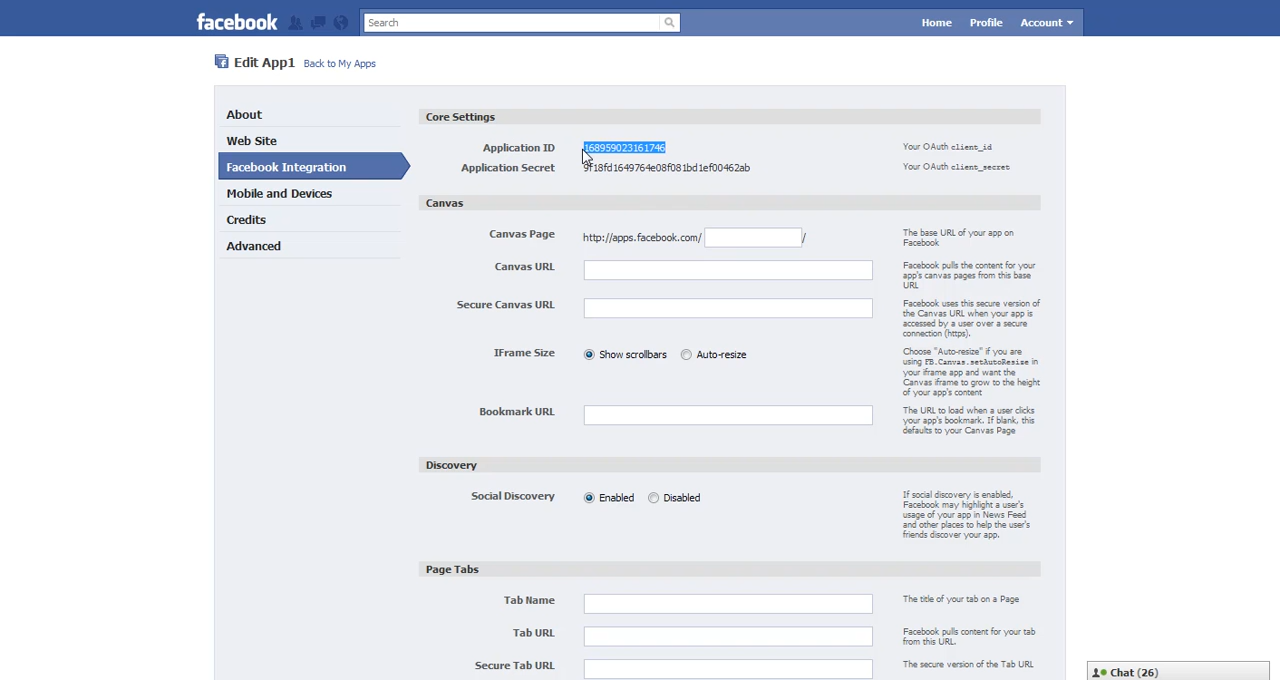 facebook
Search
Home Profile Account
Edit App1 Back to My Apps
About
Web Site
Facebook Integration
Mobile and Devices
Credits
Advanced
Core Settings
Application ID 168959023161746 Your OAuth client_id
Application Secret 9f18fd1649764e08f081bd1ef00462ab Your OAuth client_secret
Canvas
Canvas Page http://apps.facebook.com/ / The base URL of your app on
Facebook
Canvas URL Facebook pulls the content for your
app's canvas pages from this base
URL
Secure Canvas URL Facebook uses this secure version of
the Canvas URL when your app is
accessed by a user over a secure
connection (https).
IFrame Size Show scrollbars Auto-resize Choose "Auto-resize" if you are
using FB.Canvas.setAutoResize in
your iframe app and want the
Canvas iframe to grow to the height
of your app's content
Bookmark URL The URL to load when a user clicks
your app's bookmark. If blank, this
defaults to your Canvas Page
Discovery
Social Discovery Enabled Disabled If social discovery is enabled,
Facebook may highlight a user's
usage of your app in News Feed
and other places to help the user's
friends discover your app.
Page Tabs
Tab Name The title of your tab on a Page
Tab URL Facebook pulls content for your tab
from this URL.
Secure Tab URL The secure version of the Tab URL
Chat (26)